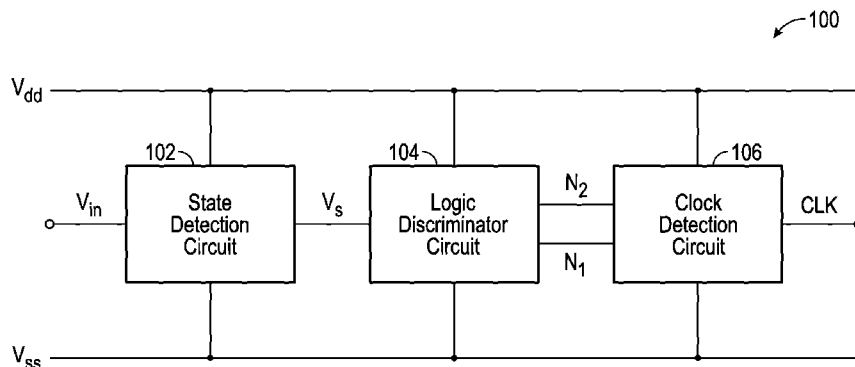 100
Vdd
102
104
106
Vin
State
Detection
Circuit
Vs
Logic
Discriminator
Circuit
N2
N1
Clock
Detection
Circuit
CLK
Vss